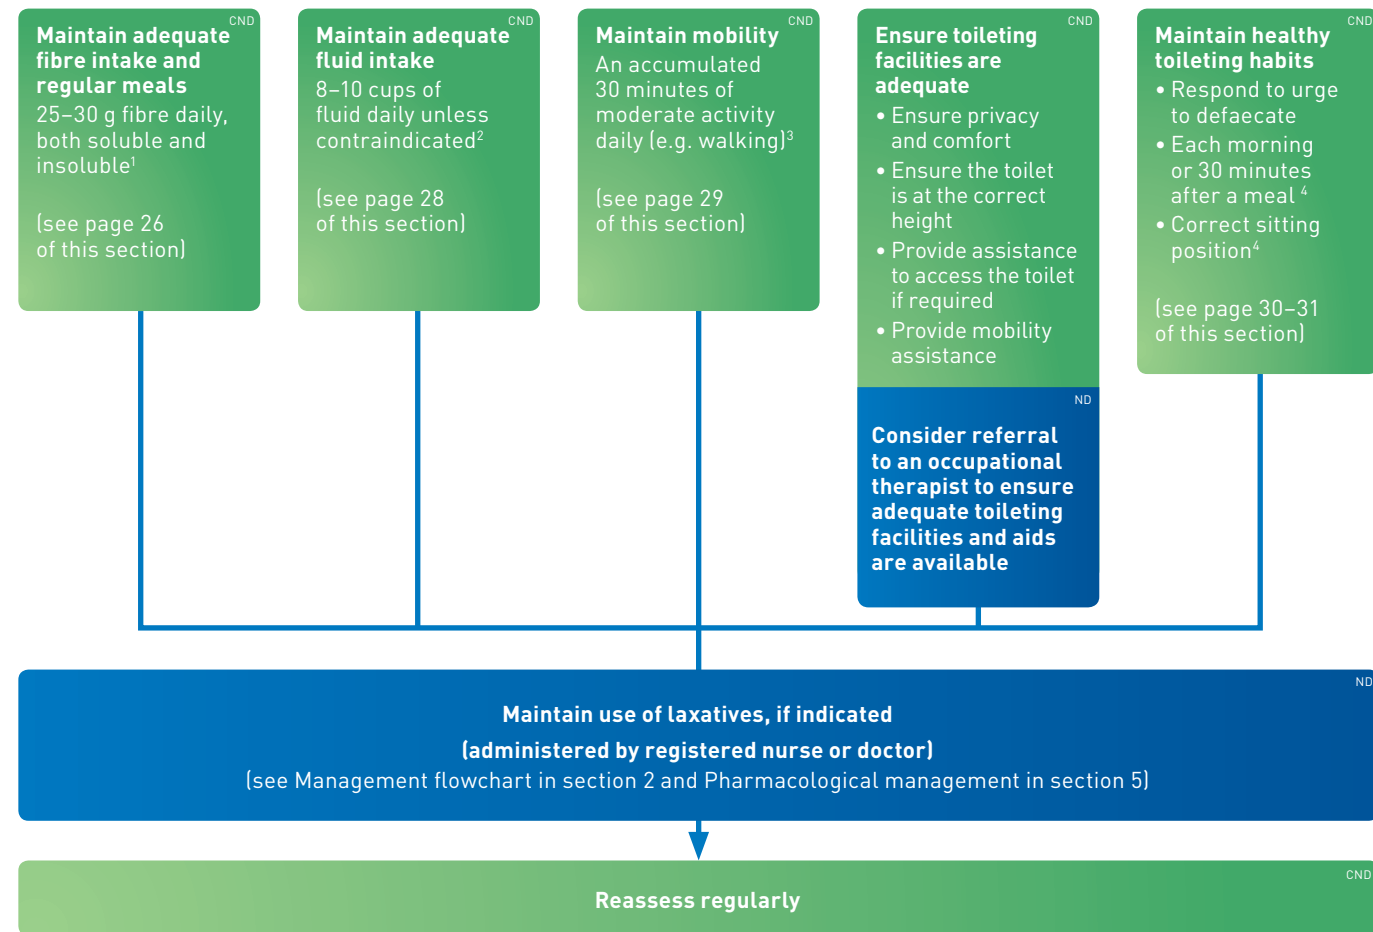 CND
Maintain adequate
fibre intake and
regular meals
25–30 g fibre daily,
both soluble and
insoluble¹
(see page 26
of this section)
CND
Maintain adequate
fluid intake
8–10 cups of
fluid daily unless
contraindicated²
(see page 28
of this section)
CND
Maintain mobility
An accumulated
30 minutes of
moderate activity
daily (e.g. walking)³
(see page 29
of this section)
CND
Ensure toileting
facilities are
adequate
• Ensure privacy
and comfort
• Ensure the toilet
is at the correct
height
• Provide assistance
to access the toilet
if required
• Provide mobility
assistance
ND
Consider referral
to an occupational
therapist to ensure
adequate toileting
facilities and aids
are available
CND
Maintain healthy
toileting habits
• Respond to urge
to defaecate
• Each morning
or 30 minutes
after a meal ⁴
• Correct sitting
position⁴
(see page 30–31
of this section)
ND
Maintain use of laxatives, if indicated
(administered by registered nurse or doctor)
(see Management flowchart in section 2 and Pharmacological management in section 5)
CND
Reassess regularly